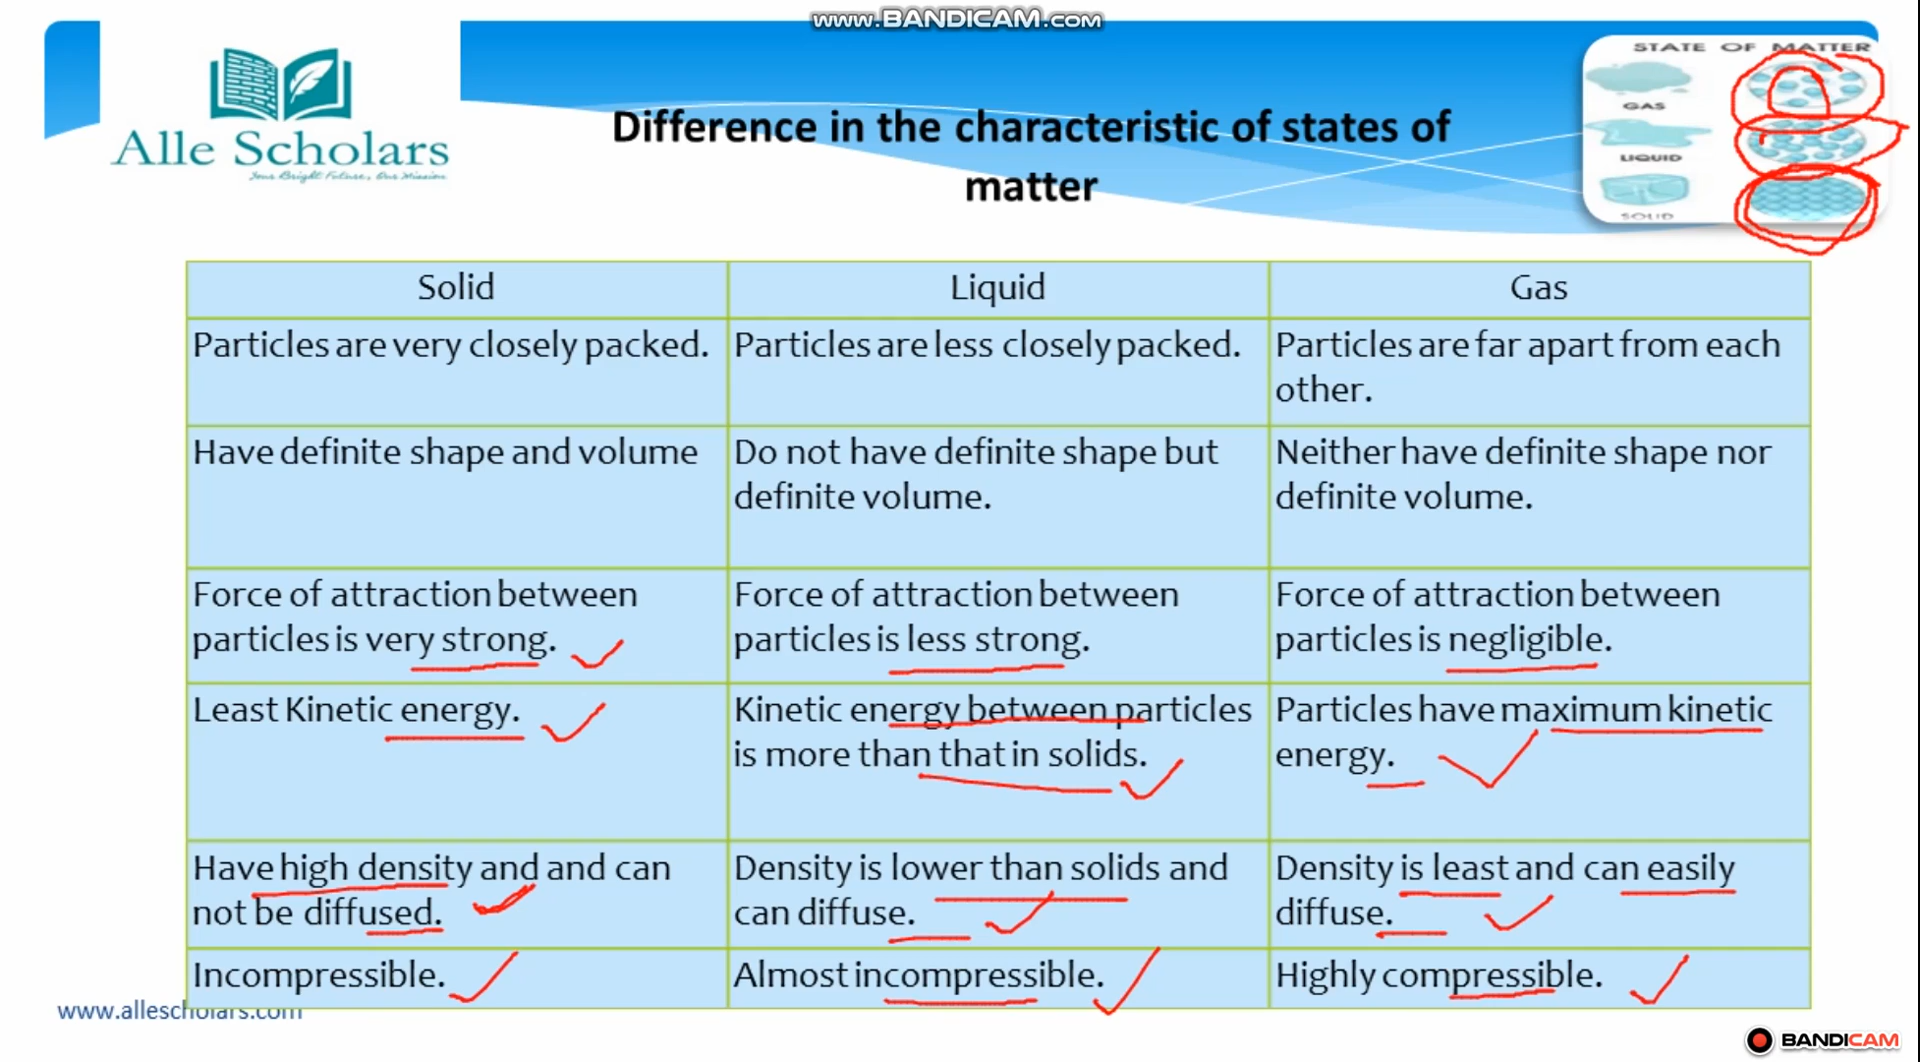 www.BANDICAM.com
STATE OF MATTER
GAS
LIQUID
SOLID
Alle Scholars
Your Bright Future, Our Mission
Difference in the characteristic of states of
matter
Solid
Liquid
Gas
Particles are very closely packed.
Particles are less closely packed.
Particles are far apart from each
other.
Have definite shape and volume
Do not have definite shape but
definite volume.
Neither have definite shape nor
definite volume.
Force of attraction between
particles is very strong.
Force of attraction between
particles is less strong.
Force of attraction between
particles is negligible.
Least Kinetic energy.
Kinetic energy between particles
is more than that in solids.
Particles have maximum kinetic
energy.
Have high density and and can
not be diffused.
Density is lower than solids and
can diffuse.
Density is least and can easily
diffuse.
Incompressible.
Almost incompressible.
Highly compressible.
www.allescholars.com
BANDICAM